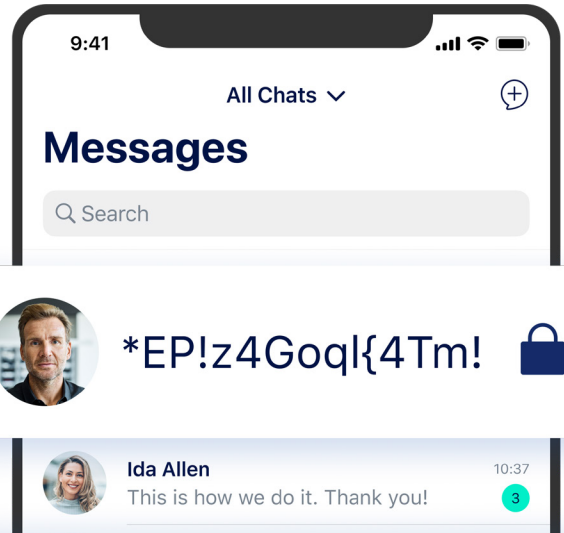 9:41
All Chats
Messages
Search
*EP!z4Goql{4Tm!
Ida Allen 10:37
This is how we do it. Thank you! 3